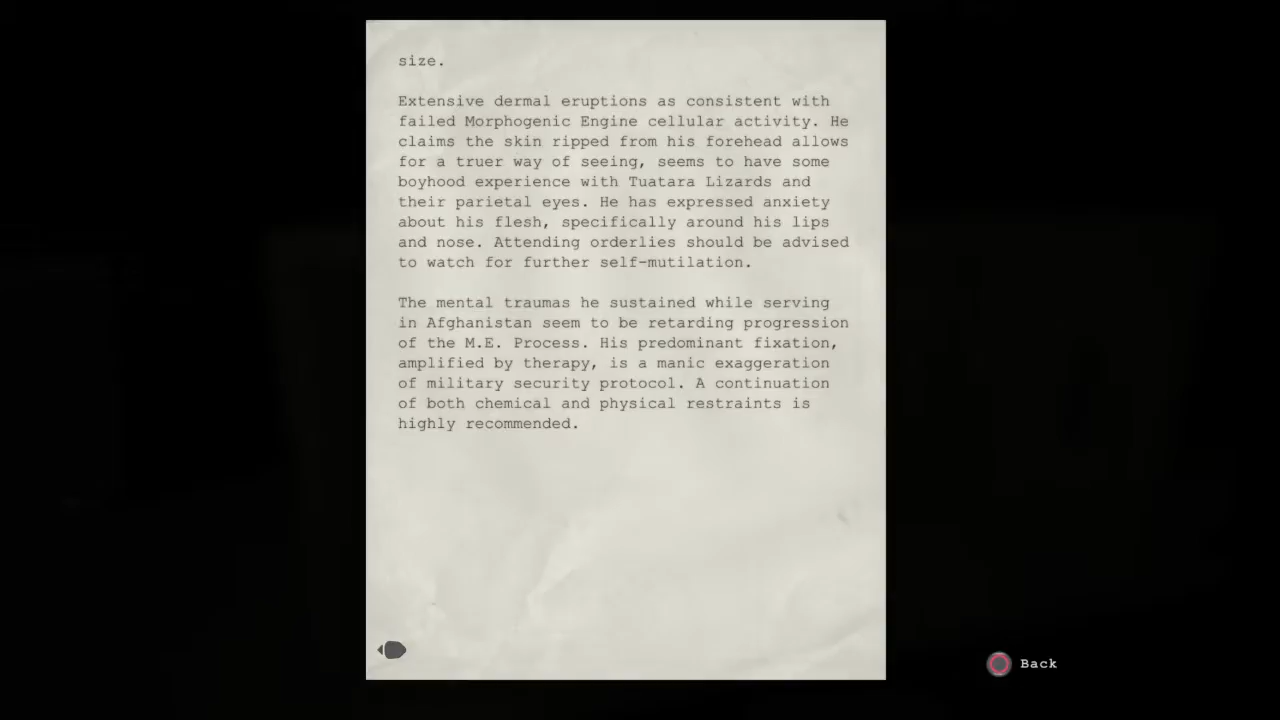 size.
Extensive dermal eruptions as consistent with
failed Morphogenic Engine cellular activity. He
claims the skin ripped from his forehead allows
for a truer way of seeing, seems to have some
boyhood experience with Tuatara Lizards and
their parietal eyes. He has expressed anxiety
about his flesh, specifically around his lips
and nose. Attending orderlies should be advised
to watch for further self-mutilation.
The mental traumas he sustained while serving
in Afghanistan seem to be retarding progression
of the M.E. Process. His predominant fixation,
amplified by therapy, is a manic exaggeration
of military security protocol. A continuation
of both chemical and physical restraints is
highly recommended.
Back